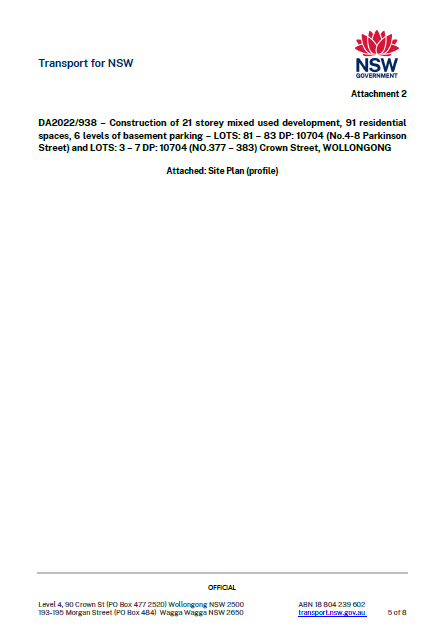 Transport for NSW
NSW
GOVERNMENT
Attachment 2
DA2022/938 – Construction of 21 storey mixed used development, 91 residential
spaces, 6 levels of basement parking – LOTS: 81 – 83 DP: 10704 (No.4-8 Parkinson
Street) and LOTS: 3 – 7 DP: 10704 (NO.377 – 383) Crown Street, WOLLONGONG
Attached: Site Plan (profile)
OFFICIAL
Level 4, 90 Crown St (PO Box 477 2520) Wollongong NSW 2500
193-195 Morgan Street (PO Box 484) Wagga Wagga NSW 2650
ABN 18 804 239 602
transport.nsw.gov.au
5 of 8